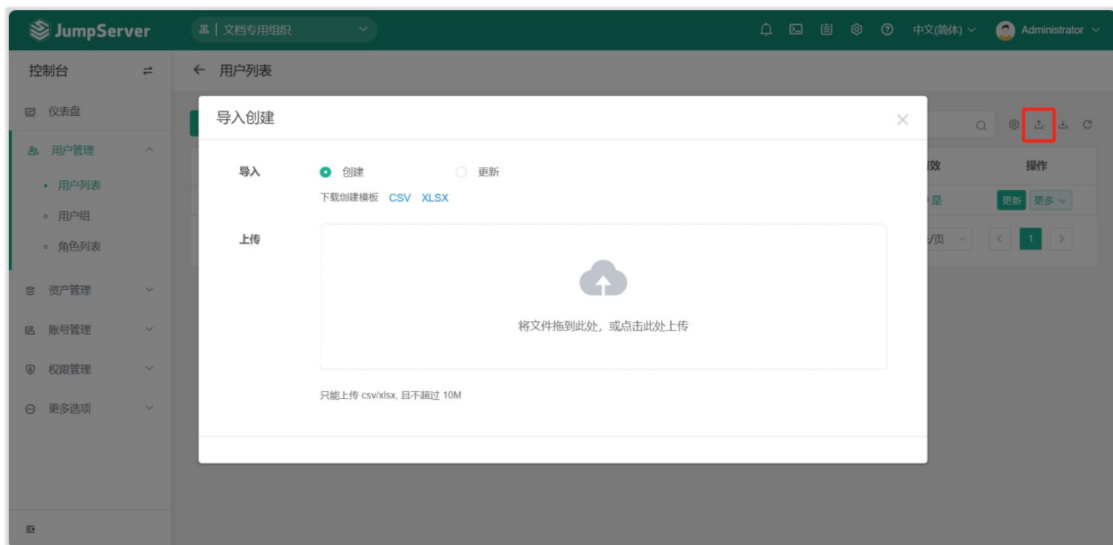 JumpServer 文档专用组织 中文(简体) Administrator
控制台 用户列表
仪表盘
用户管理
用户列表
用户组
角色列表
资产管理
账号管理
权限管理
更多选项
导入创建
导入 创建 更新
下载创建模板 CSV XLSX
上传
将文件拖到此处，或点击此处上传
只能上传 csv/xlsx, 且不超过 10M
效 操作
是 更新 更多
/页 1